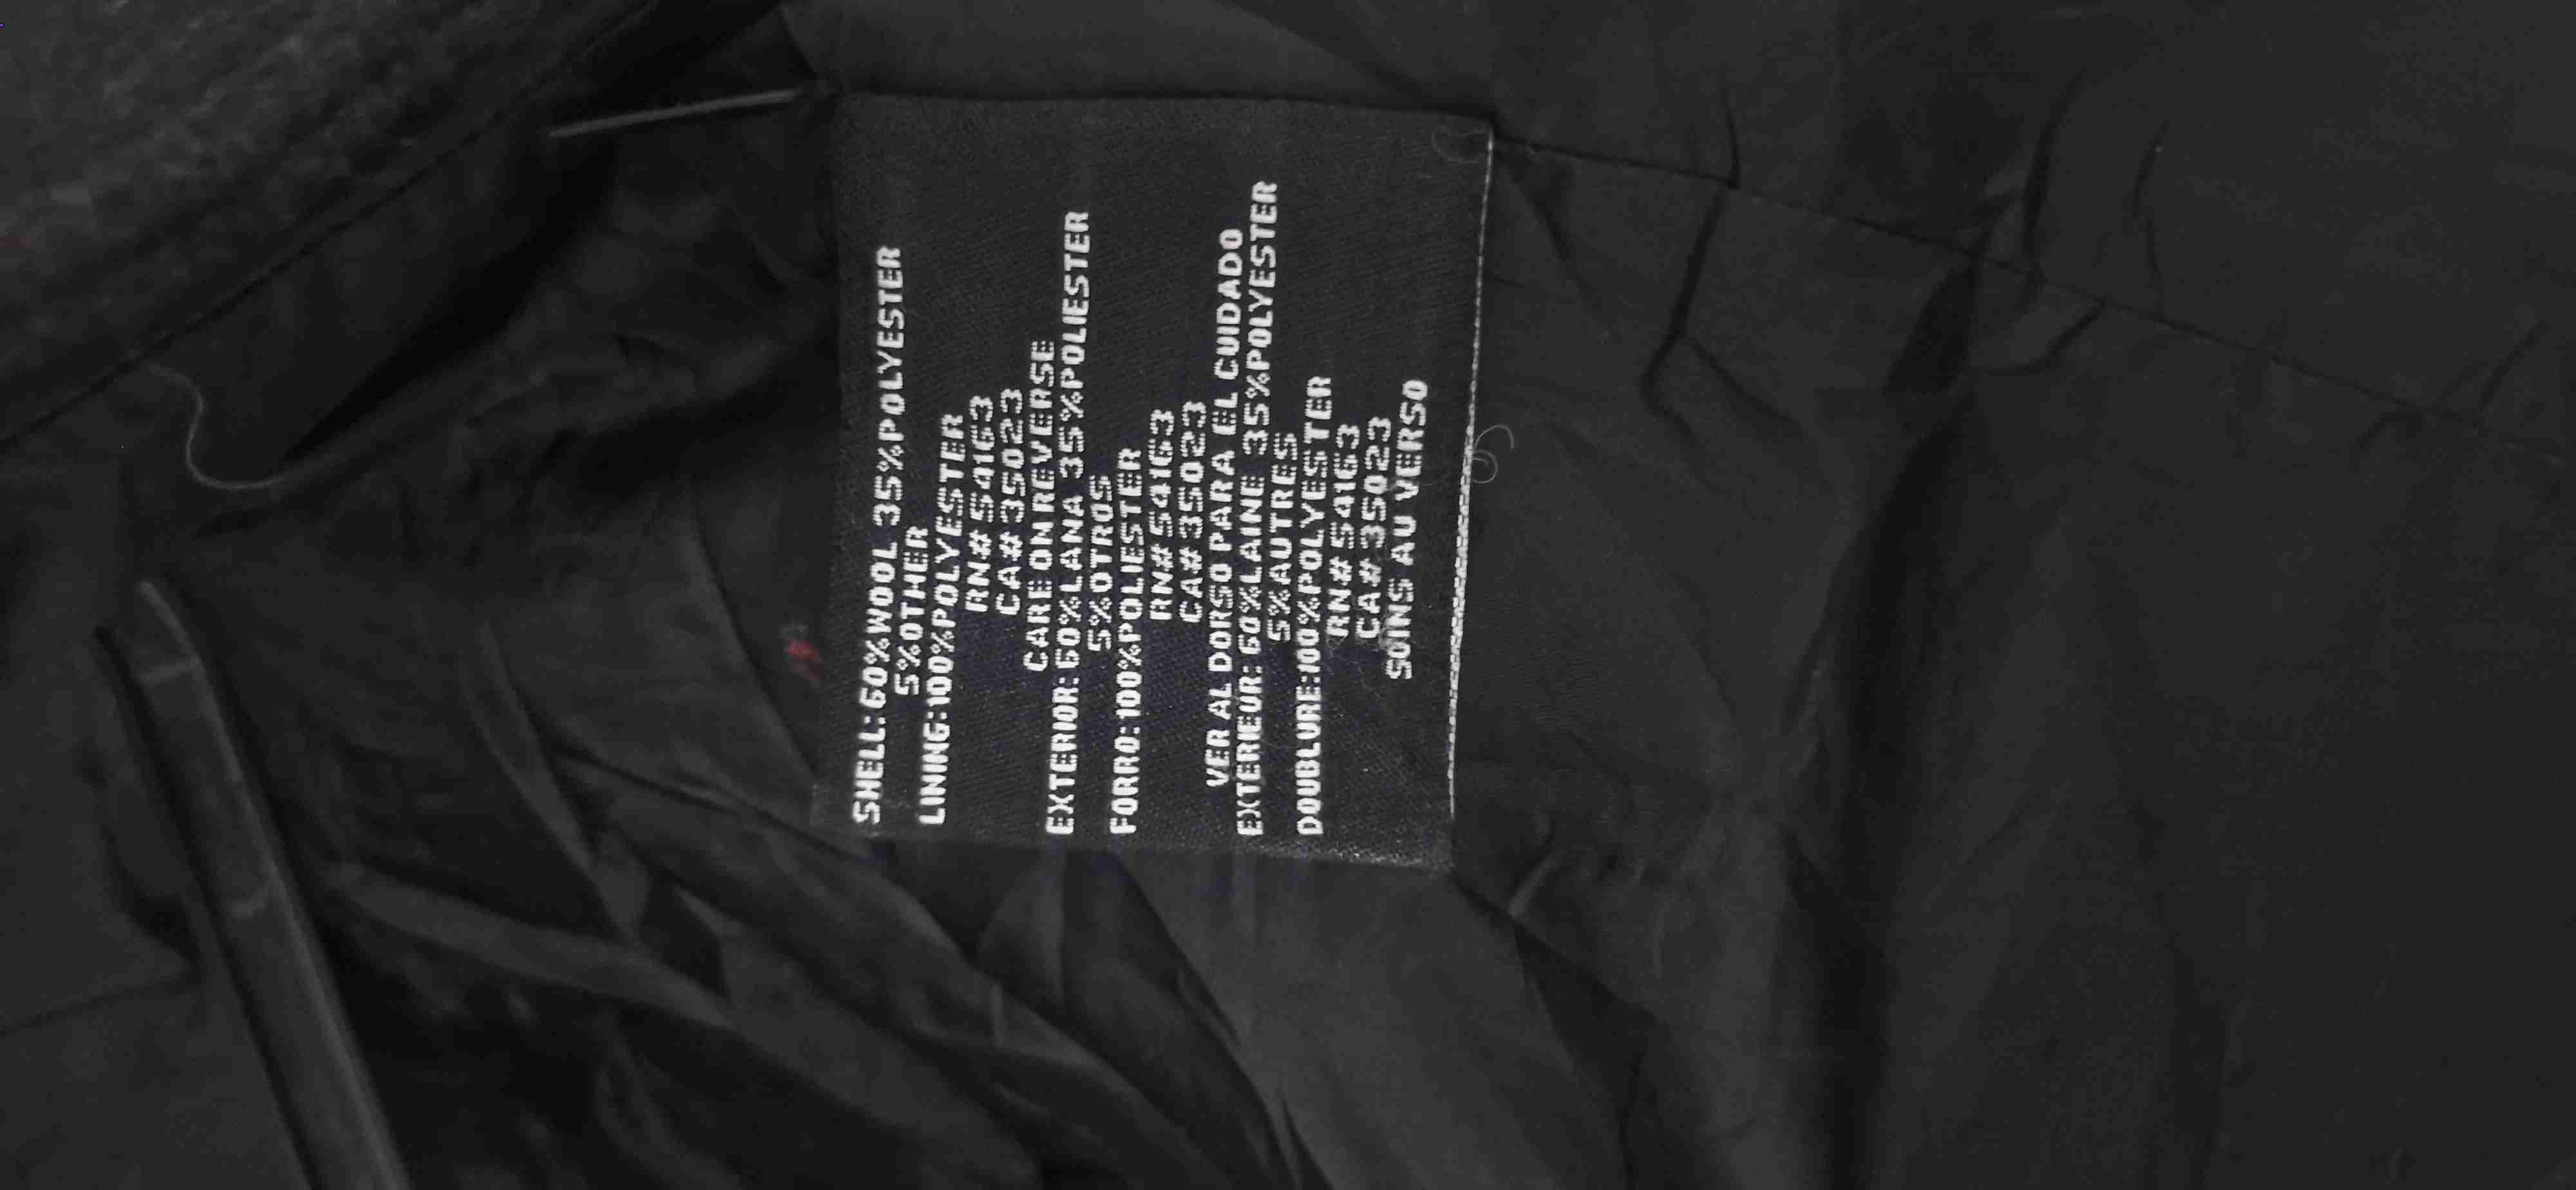 SHELL:60%WOOL 35%POLYESTER
5%OTHER
LINING:100%POLYESTER
RN#54163
CA#35023
CARE OMREVERSE
EXTERIOR:60%LANA 35%POLIESTER
5%OTROS
FORRO:100%POLIESTER
RN#54163
CA#35023
VER AL DORSO PARA EL CUIDADO
EXTERIEUR:60%LAINE 35%POLYESTER
5%AUTRES
DOUBLURE:100%POLYESTER
RN#54163
CA#35023
SOINS AU VERSO